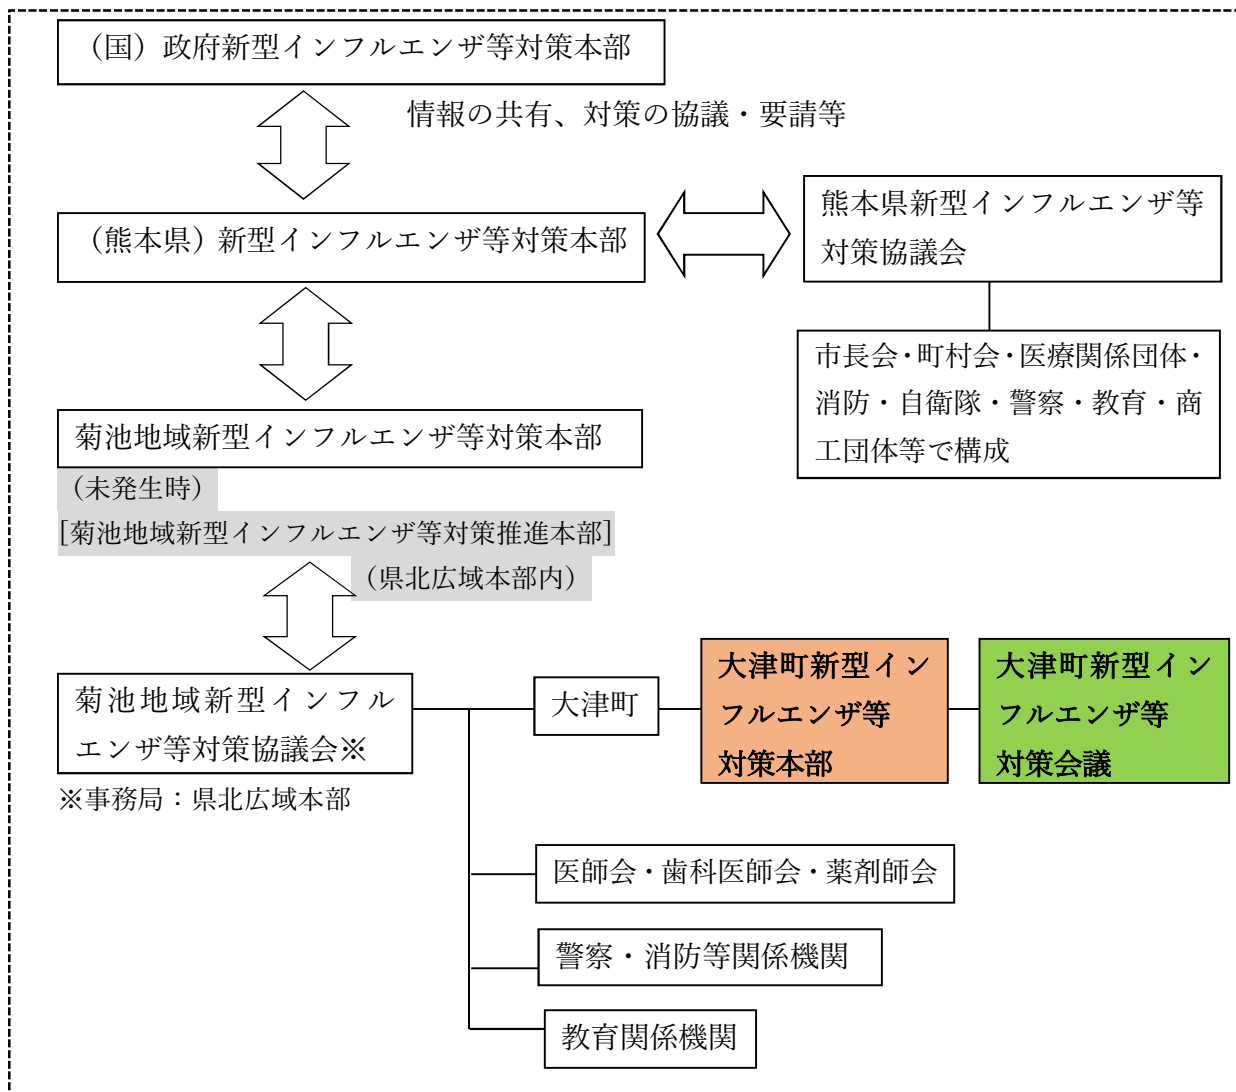 （国）政府新型インフルエンザ等対策本部
情報の共有、対策の協議・要請等
（熊本県）新型インフルエンザ等対策本部
熊本県新型インフルエンザ等
対策協議会
市長会・町村会・医療関係団体・
消防・自衛隊・警察・教育・商
工団体等で構成
菊池地域新型インフルエンザ等対策本部
（未発生時）
[菊池地域新型インフルエンザ等対策推進本部]
（県北広域本部内）
菊池地域新型インフル
エンザ等対策協議会※
※事務局：県北広域本部
大津町
大津町新型イン
フルエンザ等
対策本部
大津町新型イン
フルエンザ等
対策会議
医師会・歯科医師会・薬剤師会
警察・消防等関係機関
教育関係機関